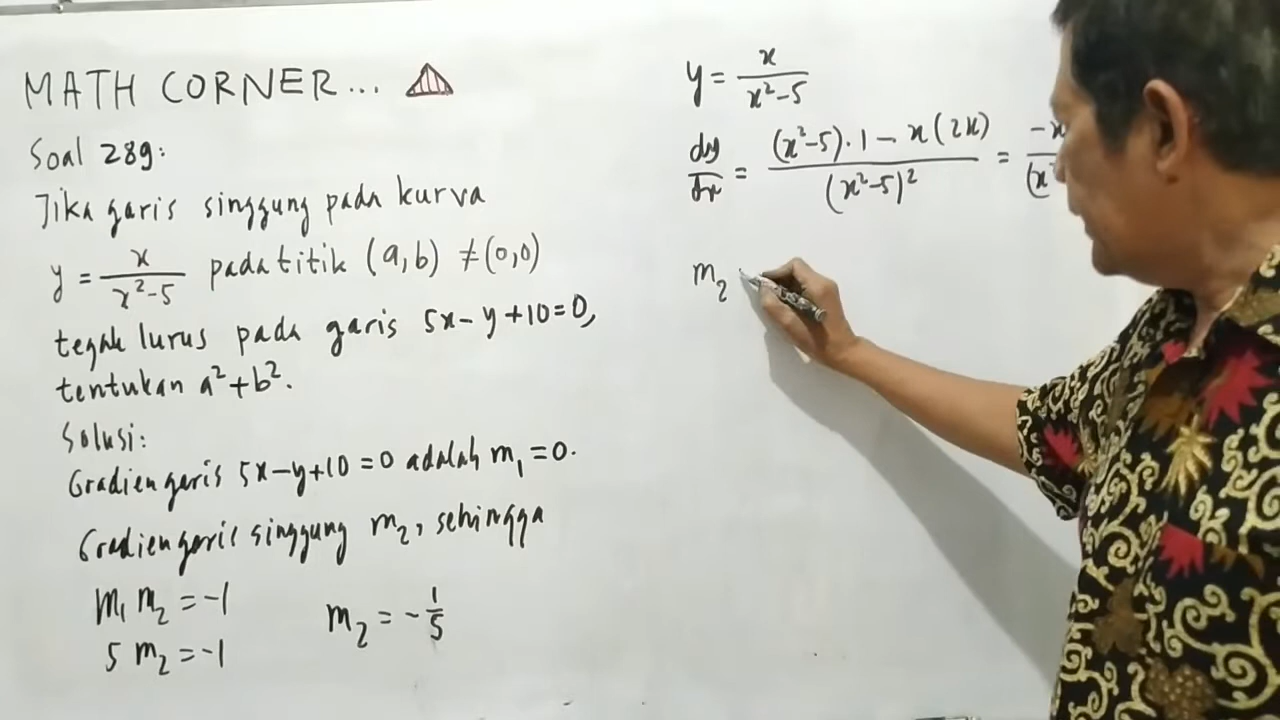 MATH CORNER...
Soal 289:
Jika garis singgung pada kurva
y = x/(x²-5) pada titik (a,b) ≠ (0,0)
tegak lurus pada garis 5x-y+10=0,
tentukan a²+b².
Solusi:
Gradien garis 5x-y+10=0 adalah m₁=0.
Gradien garis singgung m₂, sehingga
m₁ m₂ = -1
5 m₂ = -1
m₂ = -1/5
y = x/(x²-5)
dy/dx = ((x²-5)·1 - x(2x))/(x²-5)² =
m₂